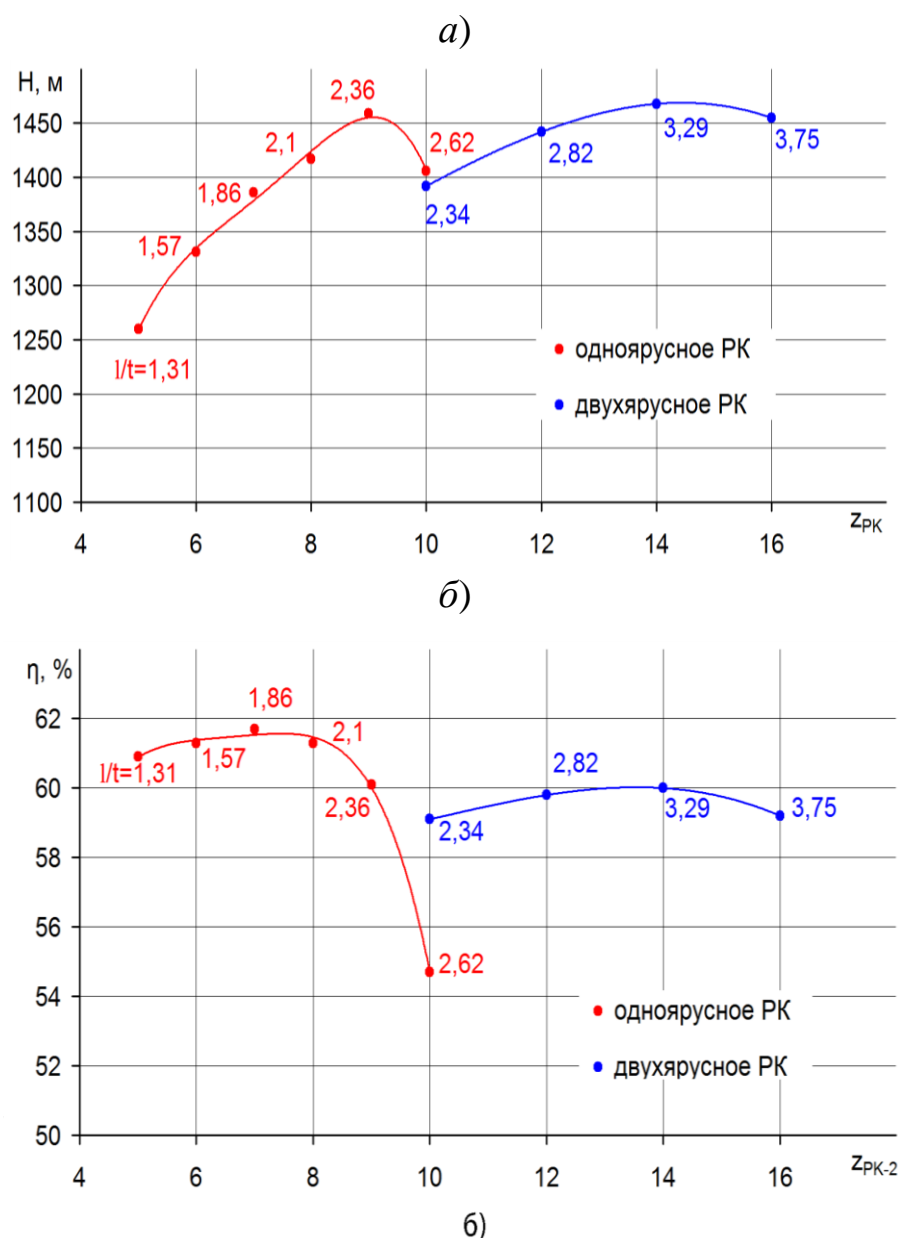 а)
H, м
1450
1400
1350
1300
1250
1200
1150
1100
2,36
2,1
2,62
1,86
1,57
l/t=1,31
2,34
2,82
3,29
3,75
одноярусное РК
двухярусное РК
4 6 8 10 12 14 16
zРК
б)
η, %
62
60
58
56
54
52
50
1,86
2,1
l/t=1,31
1,57
2,36
2,62
2,82
2,34
3,29
3,75
одноярусное РК
двухярусное РК
4 6 8 10 12 14 16
zРК-2
б)